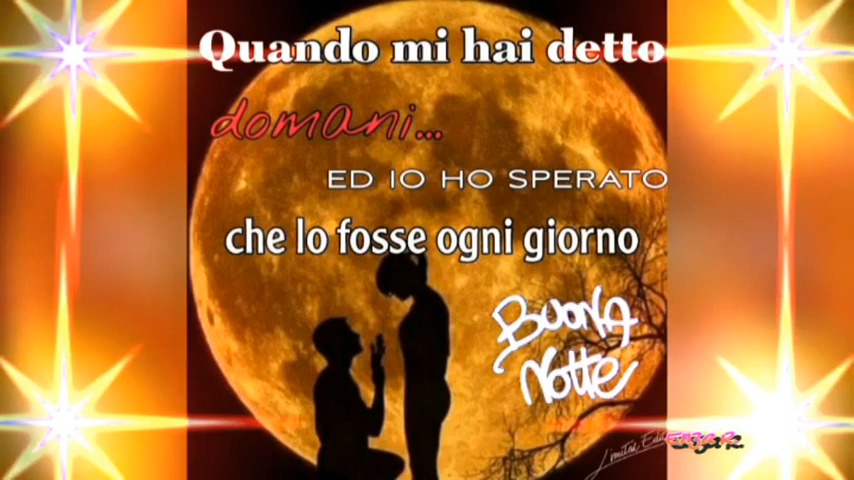 Quando mi hai detto
domani...
ED IO HO SPERATO
che lo fosse ogni giorno
BUONA
NOTTE